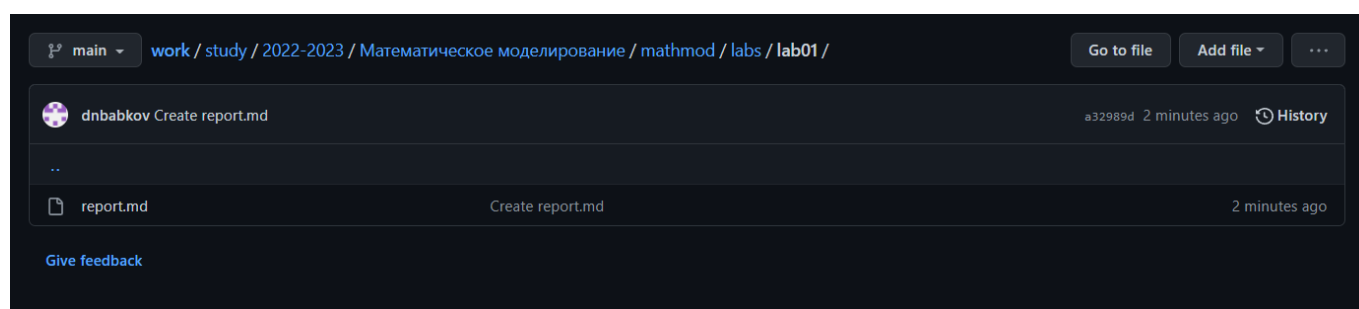 main work / study / 2022-2023 / Математическое моделирование / mathmod / labs / lab01 / Go to file Add file ...
dnbabkov Create report.md a32989d 2 minutes ago History
..
report.md Create report.md 2 minutes ago
Give feedback